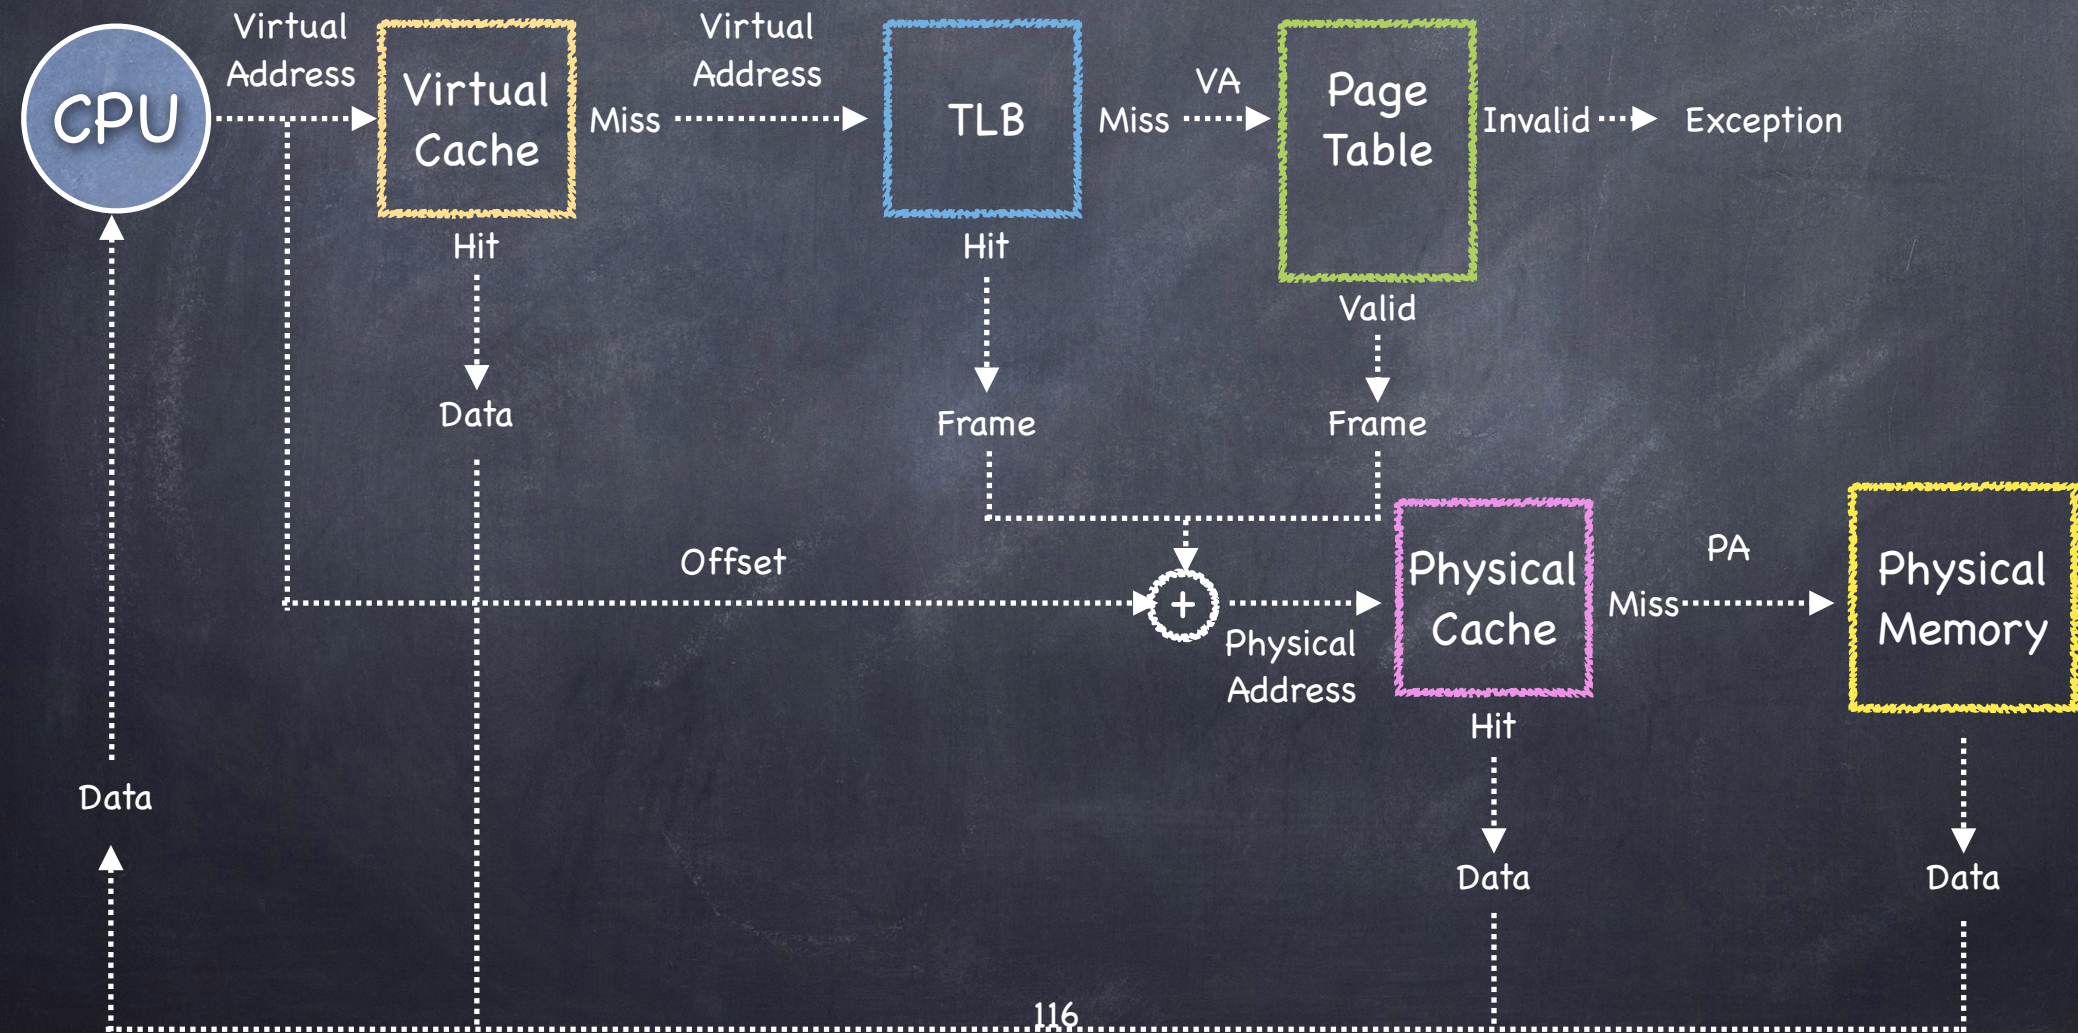 Virtual
Address
Virtual
Address
CPU
Virtual
Cache
Miss
TLB
Miss
VA
Page
Table
Invalid
Exception
Hit
Hit
Valid
Data
Frame
Frame
Offset
+
Physical
Address
Physical
Cache
Miss
PA
Physical
Memory
Hit
Data
Data
Data
116